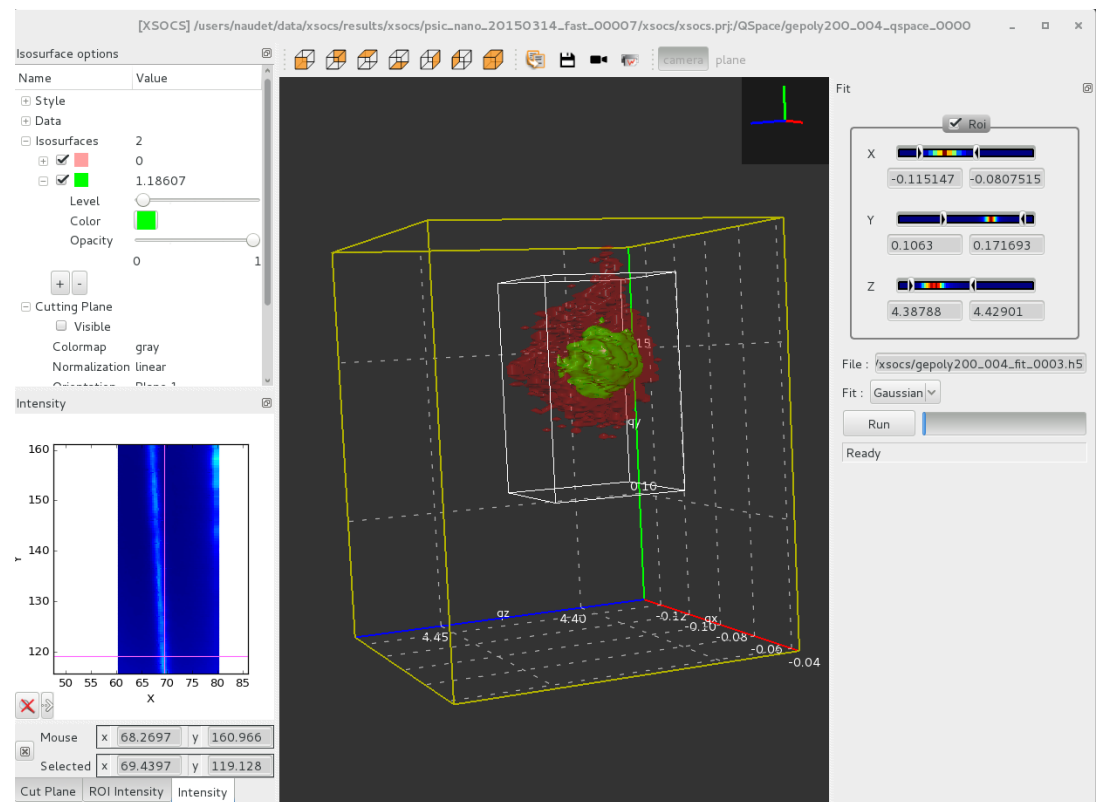 [XSOCS] /users/naudet/data/xsocs/results/xsocs/psic_nano_20150314_fast_00007/xsocs/xsocs.prj:/QSpace/gepoly200_004_qspace_0000
Isosurface options
Name Value
Style
Data
Isosurfaces 2
0
1.18607
Level
Color
Opacity
0 1
+ -
Cutting Plane
Visible
Colormap gray
Normalization linear
Intensity
160
150
140
130
120
Y
50 55 60 65 70 75 80 85
X
Mouse x 68.2697 y 160.966
Selected x 69.4397 y 119.128
Cut Plane ROI Intensity Intensity
camera plane
15
qy
0.10
qz
4.45
4.40
-0.12
qx
-0.10
-0.08
-0.06
-0.04
Fit
Roi
X
-0.115147 -0.0807515
Y
0.1063 0.171693
Z
4.38788 4.42901
File : /xsocs/gepoly200_004_fit_0003.h5
Fit : Gaussian
Run
Ready